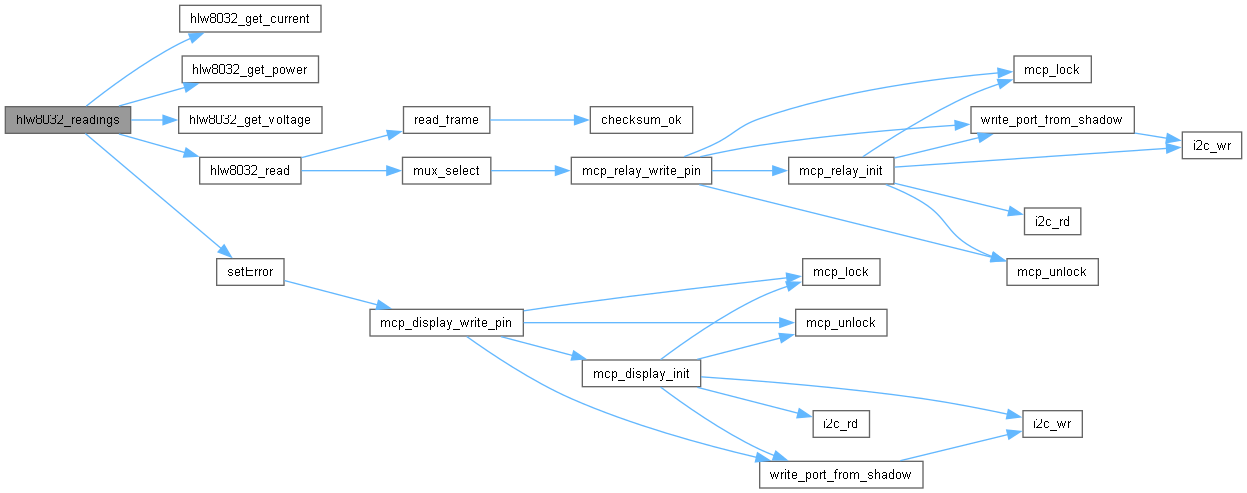 hlw8032_get_current
hlw8032_get_power
mcp_lock
hlw8032_readings
hlw8032_get_voltage
read_frame
checksum_ok
write_port_from_shadow
i2c_wr
hlw8032_read
mux_select
mcp_relay_write_pin
mcp_relay_init
i2c_rd
setError
mcp_lock
mcp_unlock
mcp_display_write_pin
mcp_unlock
mcp_display_init
i2c_rd
i2c_wr
write_port_from_shadow